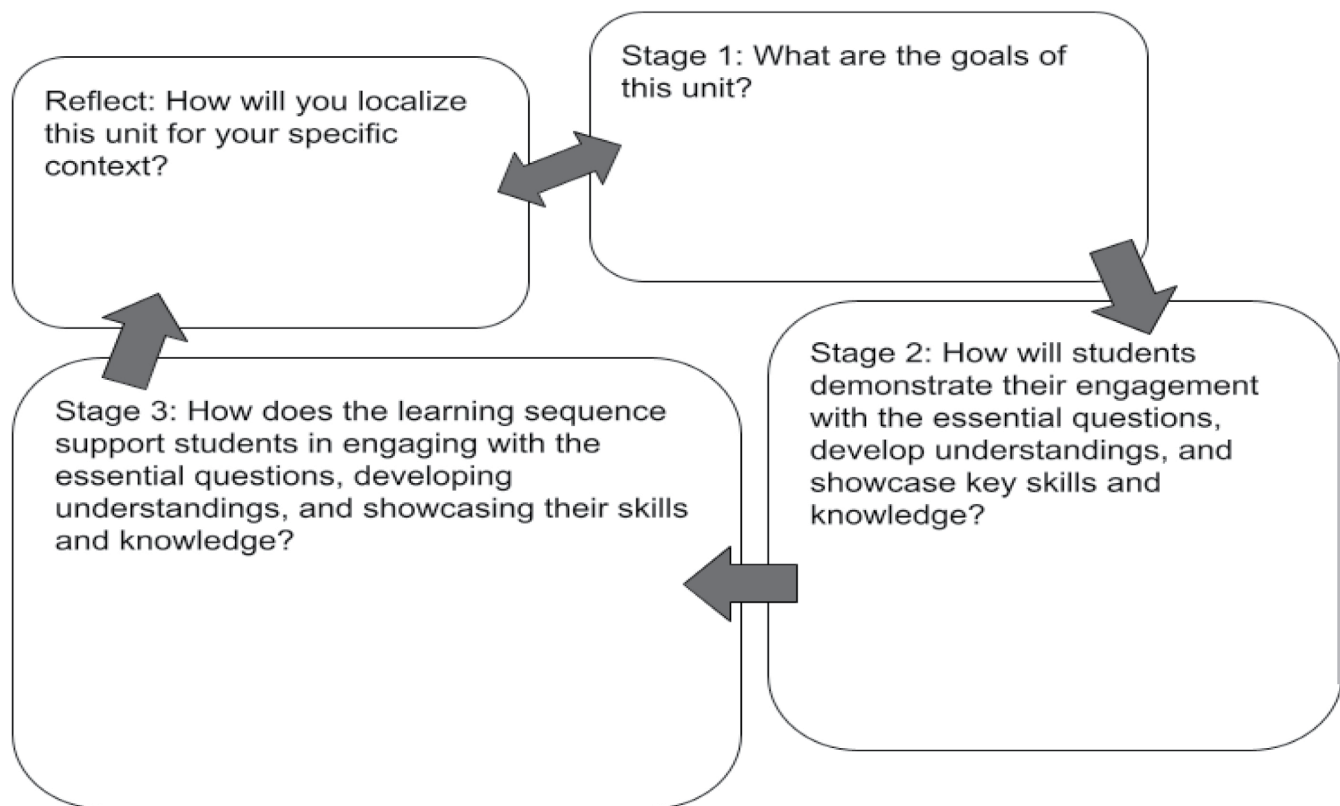 Stage 1: What are the goals of
this unit?
Reflect: How will you localize
this unit for your specific
context?
Stage 2: How will students
demonstrate their engagement
with the essential questions,
develop understandings, and
showcase key skills and
knowledge?
Stage 3: How does the learning sequence
support students in engaging with the
essential questions, developing
understandings, and showcasing their skills
and knowledge?